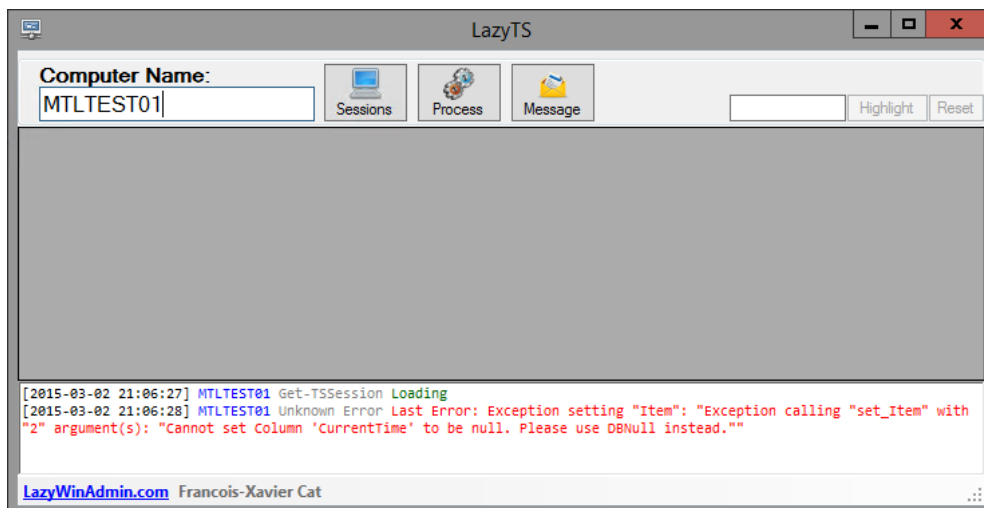 LazyTS
Computer Name:
MTLTEST01
Sessions
Process
Message
Highlight
Reset
[2015-03-02 21:06:27] MTLTEST01 Get-TSSession Loading
[2015-03-02 21:06:28] MTLTEST01 Unknown Error Last Error: Exception setting "Item": "Exception calling "set_Item" with
"2" argument(s): "Cannot set Column 'CurrentTime' to be null. Please use DBNull instead.""
LazyWinAdmin.com Francois-Xavier Cat